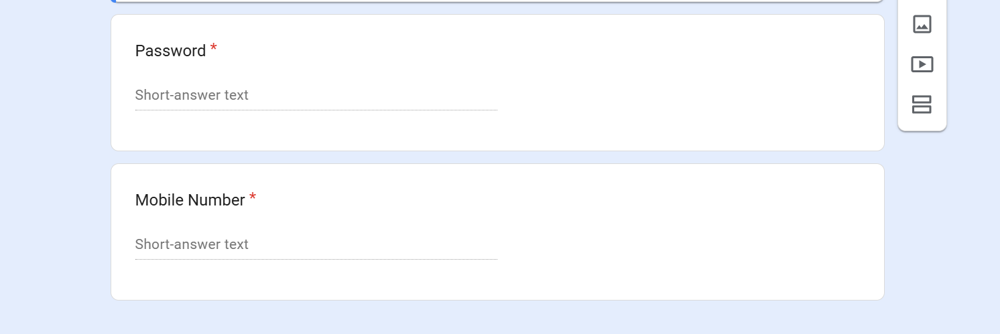 Password *
Short-answer text
Mobile Number *
Short-answer text